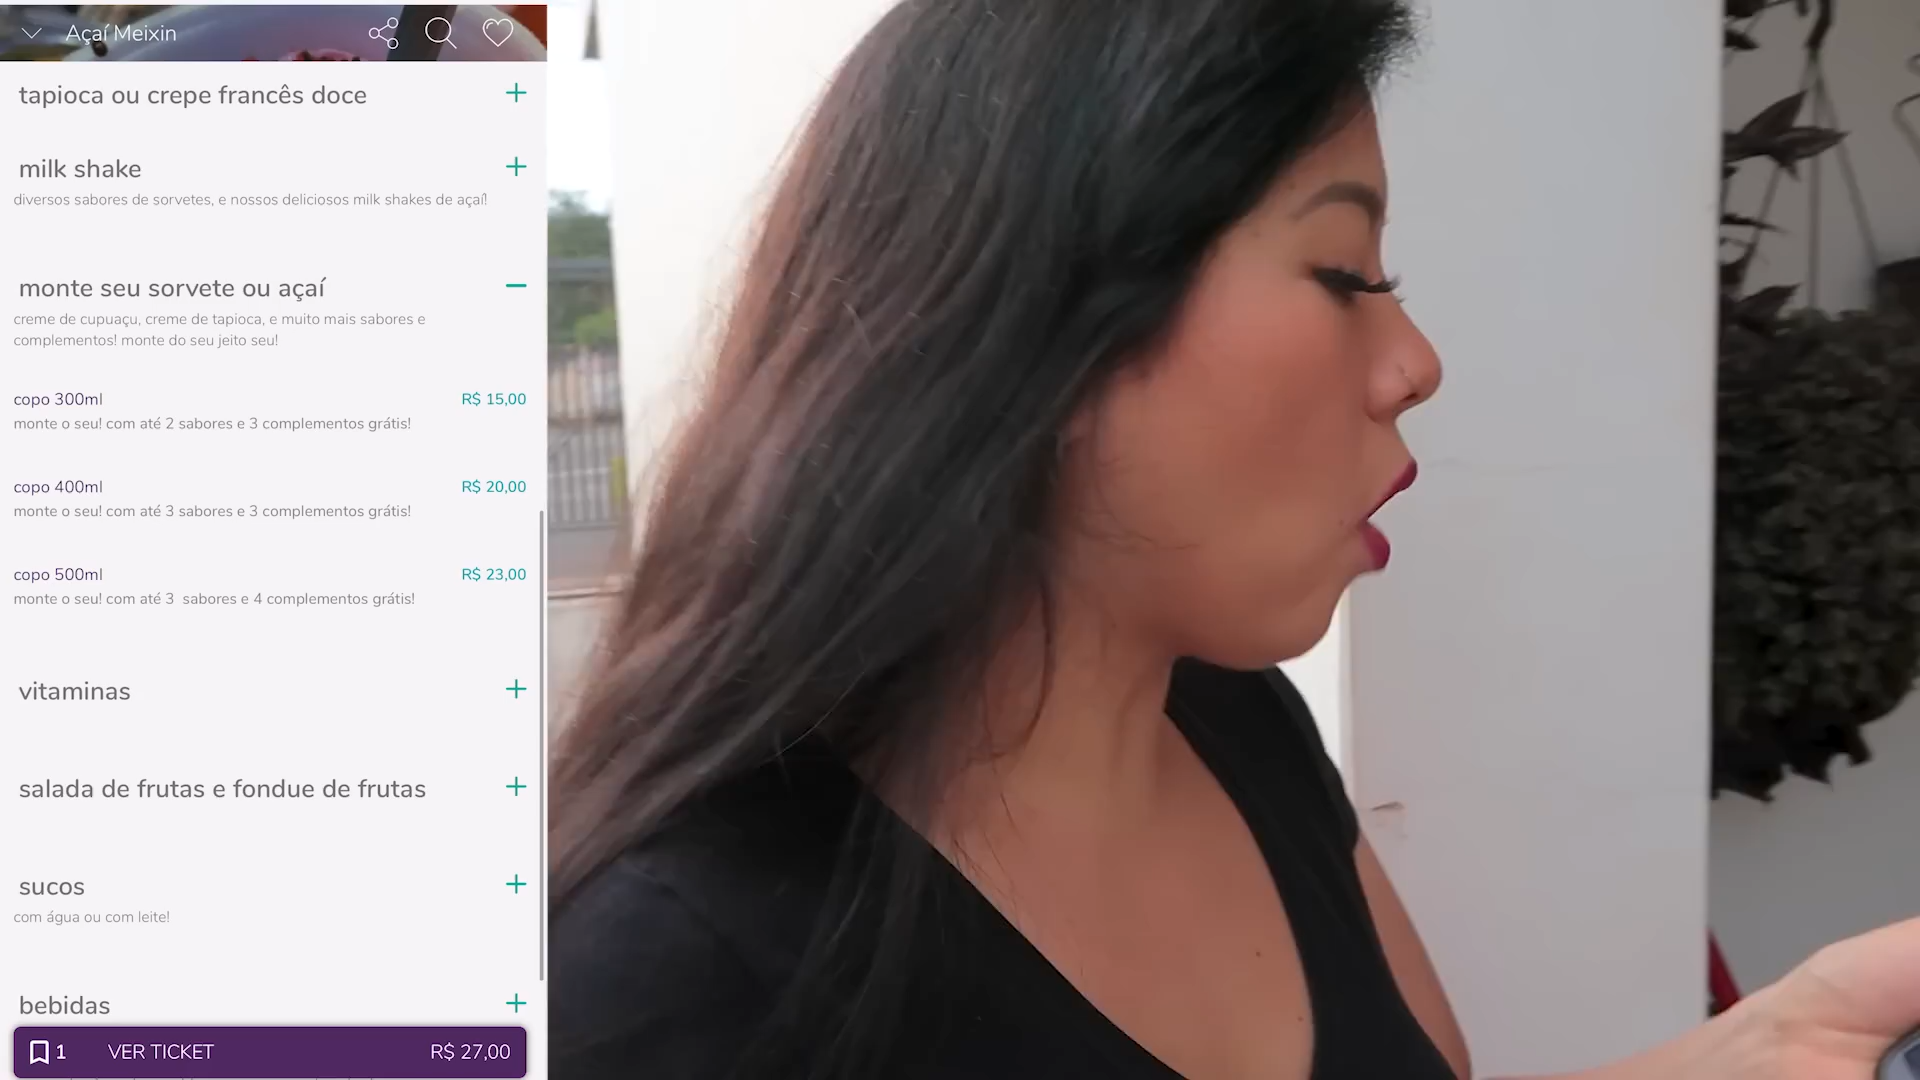 Açaí Meixin
tapioca ou crepe francês doce
milk shake
diversos sabores de sorvetes, e nossos deliciosos milk shakes de açaí!
monte seu sorvete ou açaí
creme de cupuaçu, creme de tapioca, e muito mais sabores e
complementos! monte do seu jeito seu!
copo 300ml R$ 15,00
monte o seu! com até 2 sabores e 3 complementos grátis!
copo 400ml R$ 20,00
monte o seu! com até 3 sabores e 3 complementos grátis!
copo 500ml R$ 23,00
monte o seu! com até 3 sabores e 4 complementos grátis!
vitaminas
salada de frutas e fondue de frutas
sucos
com água ou com leite!
bebidas
1 VER TICKET R$ 27,00